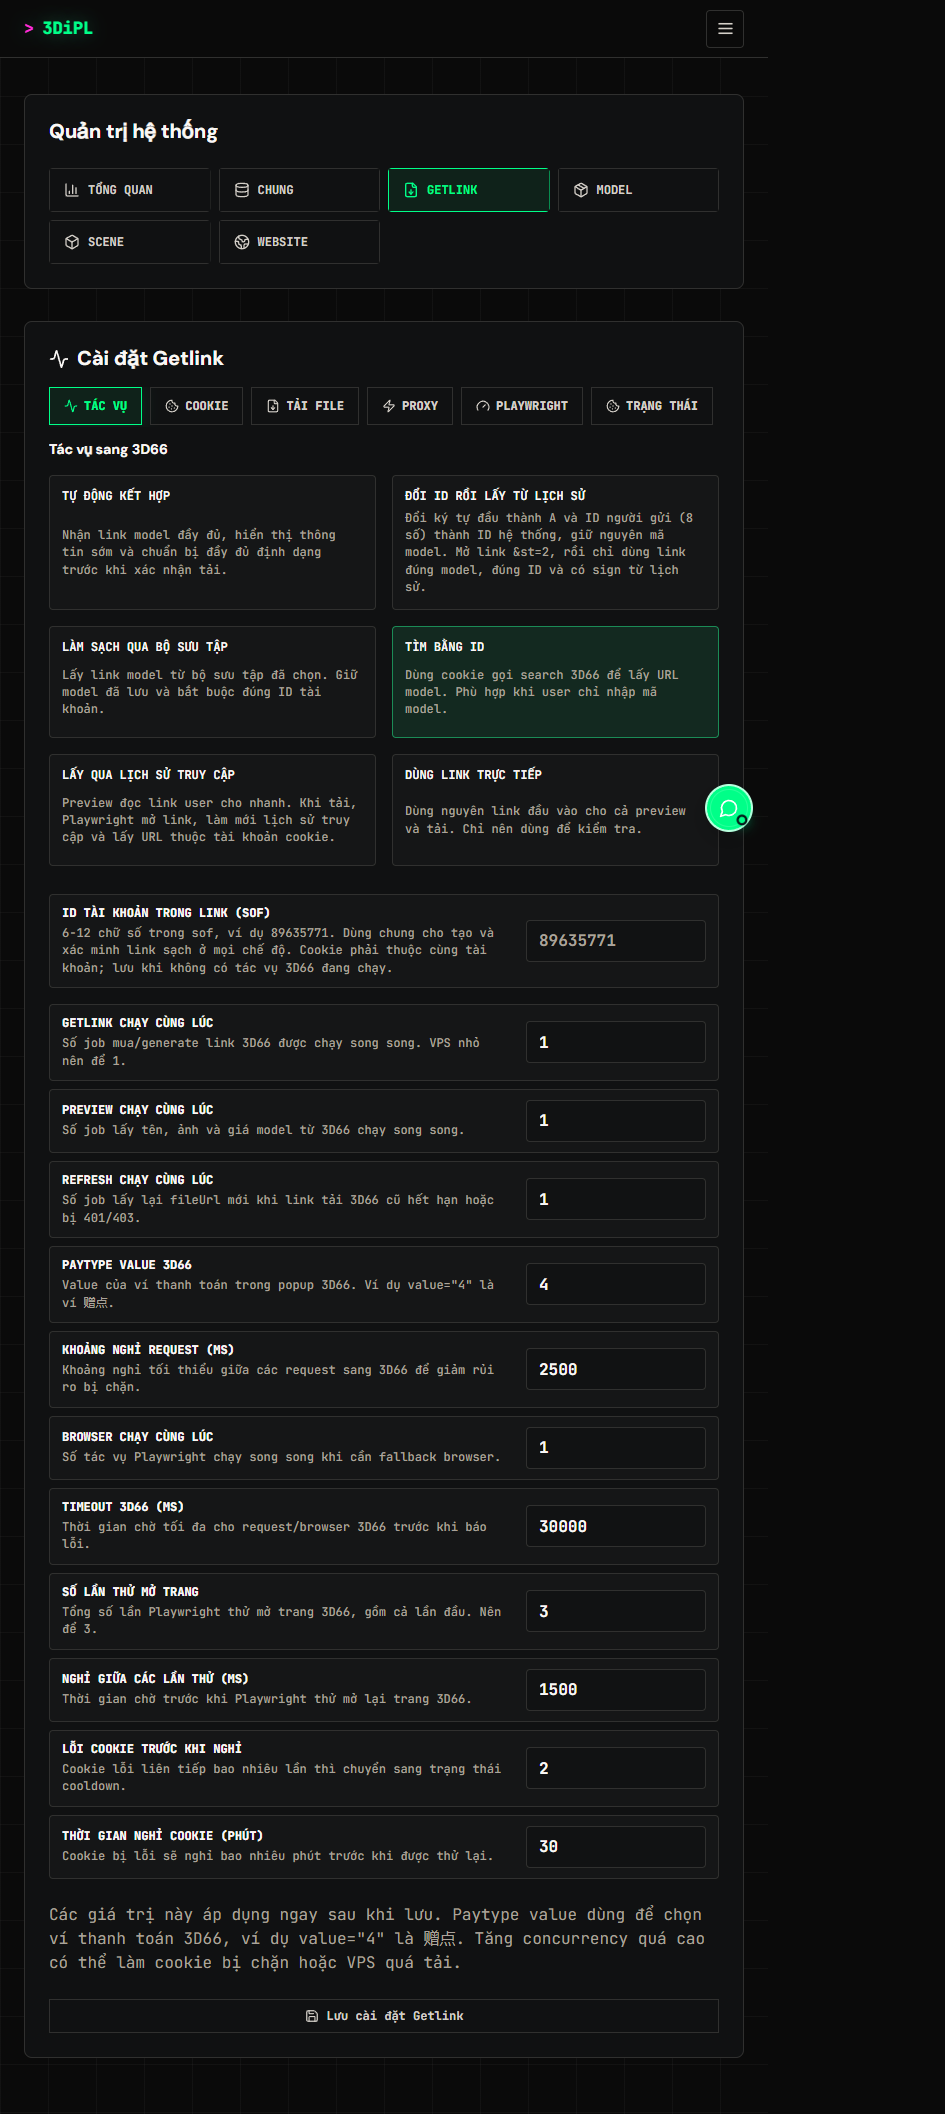 > 3DiPL
Quản trị hệ thống
TỔNG QUAN
CHUNG
GETLINK
MODEL
SCENE
WEBSITE
Cài đặt Getlink
TÁC VỤ
COOKIE
TẢI FILE
PROXY
PLAYWRIGHT
TRẠNG THÁI
Tác vụ sang 3D66
TỰ ĐỘNG KẾT HỢP
Nhận link model đầy đủ, hiển thị thông
tin sớm và chuẩn bị đầy đủ định dạng
trước khi xác nhận tải.
ĐỔI ID RỒI LẤY TỪ LỊCH SỬ
Đổi ký tự đầu thành A và ID người gửi (8
số) thành ID hệ thống, giữ nguyên mã
model. Mở link &st=2, rồi chỉ dùng link
đúng model, đúng ID và có sign từ lịch
sử.
LÀM SẠCH QUA BỘ SƯU TẬP
Lấy link model từ bộ sưu tập đã chọn. Giữ
model đã lưu và bắt buộc đúng ID tài
khoản.
TÌM BẰNG ID
Dùng cookie gọi search 3D66 để lấy URL
model. Phù hợp khi user chỉ nhập mã
model.
LẤY QUA LỊCH SỬ TRUY CẬP
Preview đọc link user cho nhanh. Khi tải,
Playwright mở link, làm mới lịch sử truy
cập và lấy URL thuộc tài khoản cookie.
DÙNG LINK TRỰC TIẾP
Dùng nguyên link đầu vào cho cả preview
và tải. Chỉ nên dùng để kiểm tra.
ID TÀI KHOẢN TRONG LINK (SOF)
6-12 chữ số trong sof, ví dụ 89635771. Dùng chung cho tạo và
xác minh link sạch ở mọi chế độ. Cookie phải thuộc cùng tài
khoản; lưu khi không có tác vụ 3D66 đang chạy.
89635771
GETLINK CHẠY CÙNG LÚC
Số job mua/generate link 3D66 được chạy song song. VPS nhỏ
nên để 1.
1
PREVIEW CHẠY CÙNG LÚC
Số job lấy tên, ảnh và giá model từ 3D66 chạy song song.
1
REFRESH CHẠY CÙNG LÚC
Số job lấy lại fileUrl mới khi link tải 3D66 cũ hết hạn hoặc
bị 401/403.
1
PAYTYPE VALUE 3D66
Value của ví thanh toán trong popup 3D66. Ví dụ value="4" là
ví 赠点.
4
KHOẢNG NGHỈ REQUEST (MS)
Khoảng nghỉ tối thiểu giữa các request sang 3D66 để giảm rủi
ro bị chặn.
2500
BROWSER CHẠY CÙNG LÚC
Số tác vụ Playwright chạy song song khi cần fallback browser.
1
TIMEOUT 3D66 (MS)
Thời gian chờ tối đa cho request/browser 3D66 trước khi báo
lỗi.
30000
SỐ LẦN THỬ MỞ TRANG
Tổng số lần Playwright thử mở trang 3D66, gồm cả lần đầu. Nên
để 3.
3
NGHỈ GIỮA CÁC LẦN THỬ (MS)
Thời gian chờ trước khi Playwright thử mở lại trang 3D66.
1500
LỖI COOKIE TRƯỚC KHI NGHỈ
Cookie lỗi liên tiếp bao nhiêu lần thì chuyển sang trạng thái
cooldown.
2
THỜI GIAN NGHỈ COOKIE (PHÚT)
Cookie bị lỗi sẽ nghỉ bao nhiêu phút trước khi được thử lại.
30
Các giá trị này áp dụng ngay sau khi lưu. Paytype value dùng để chọn
ví thanh toán 3D66, ví dụ value="4" là 赠点. Tăng concurrency quá cao
có thể làm cookie bị chặn hoặc VPS quá tải.
Lưu cài đặt Getlink